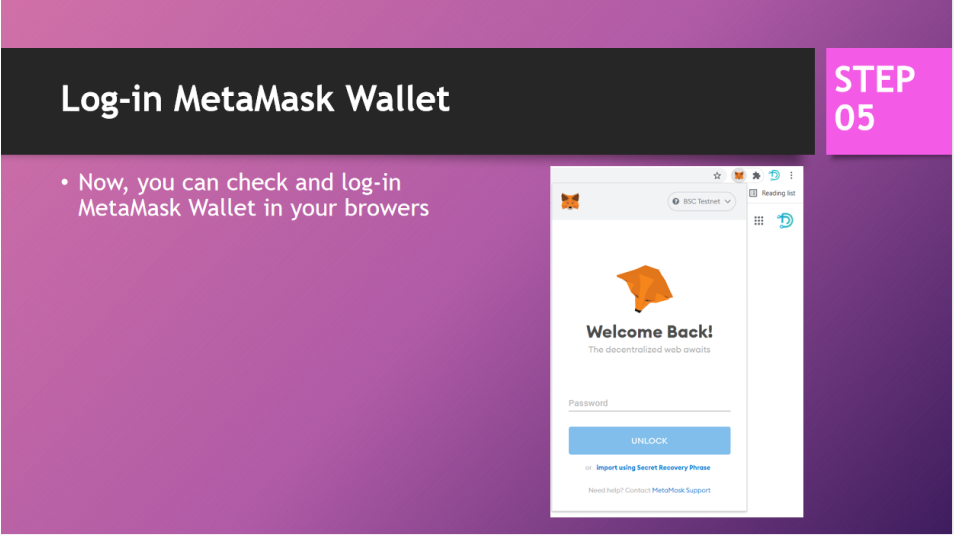 Log-in MetaMask Wallet
STEP
05
• Now, you can check and log-in
MetaMask Wallet in your browers
Reading list
BSC Testnet
Welcome Back!
The decentralized web awaits
Password
UNLOCK
or import using Secret Recovery Phrase
Need help? Contact MetaMask Support